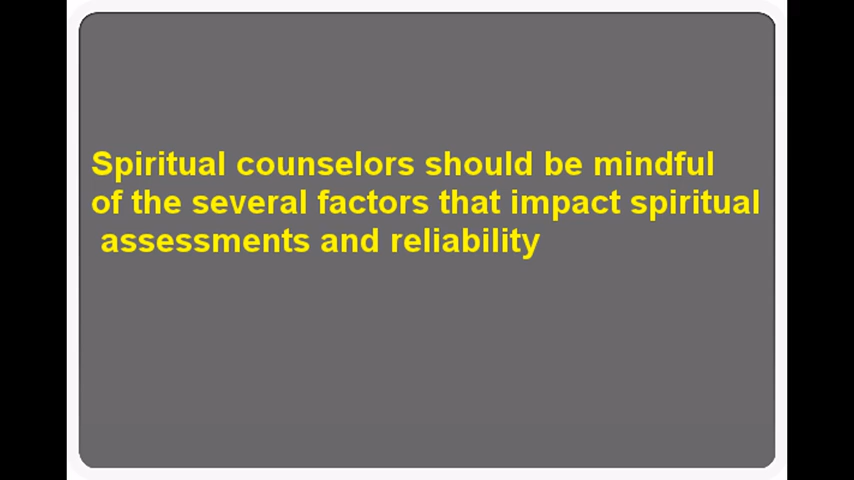 Spiritual counselors should be mindful
of the several factors that impact spiritual
assessments and reliability